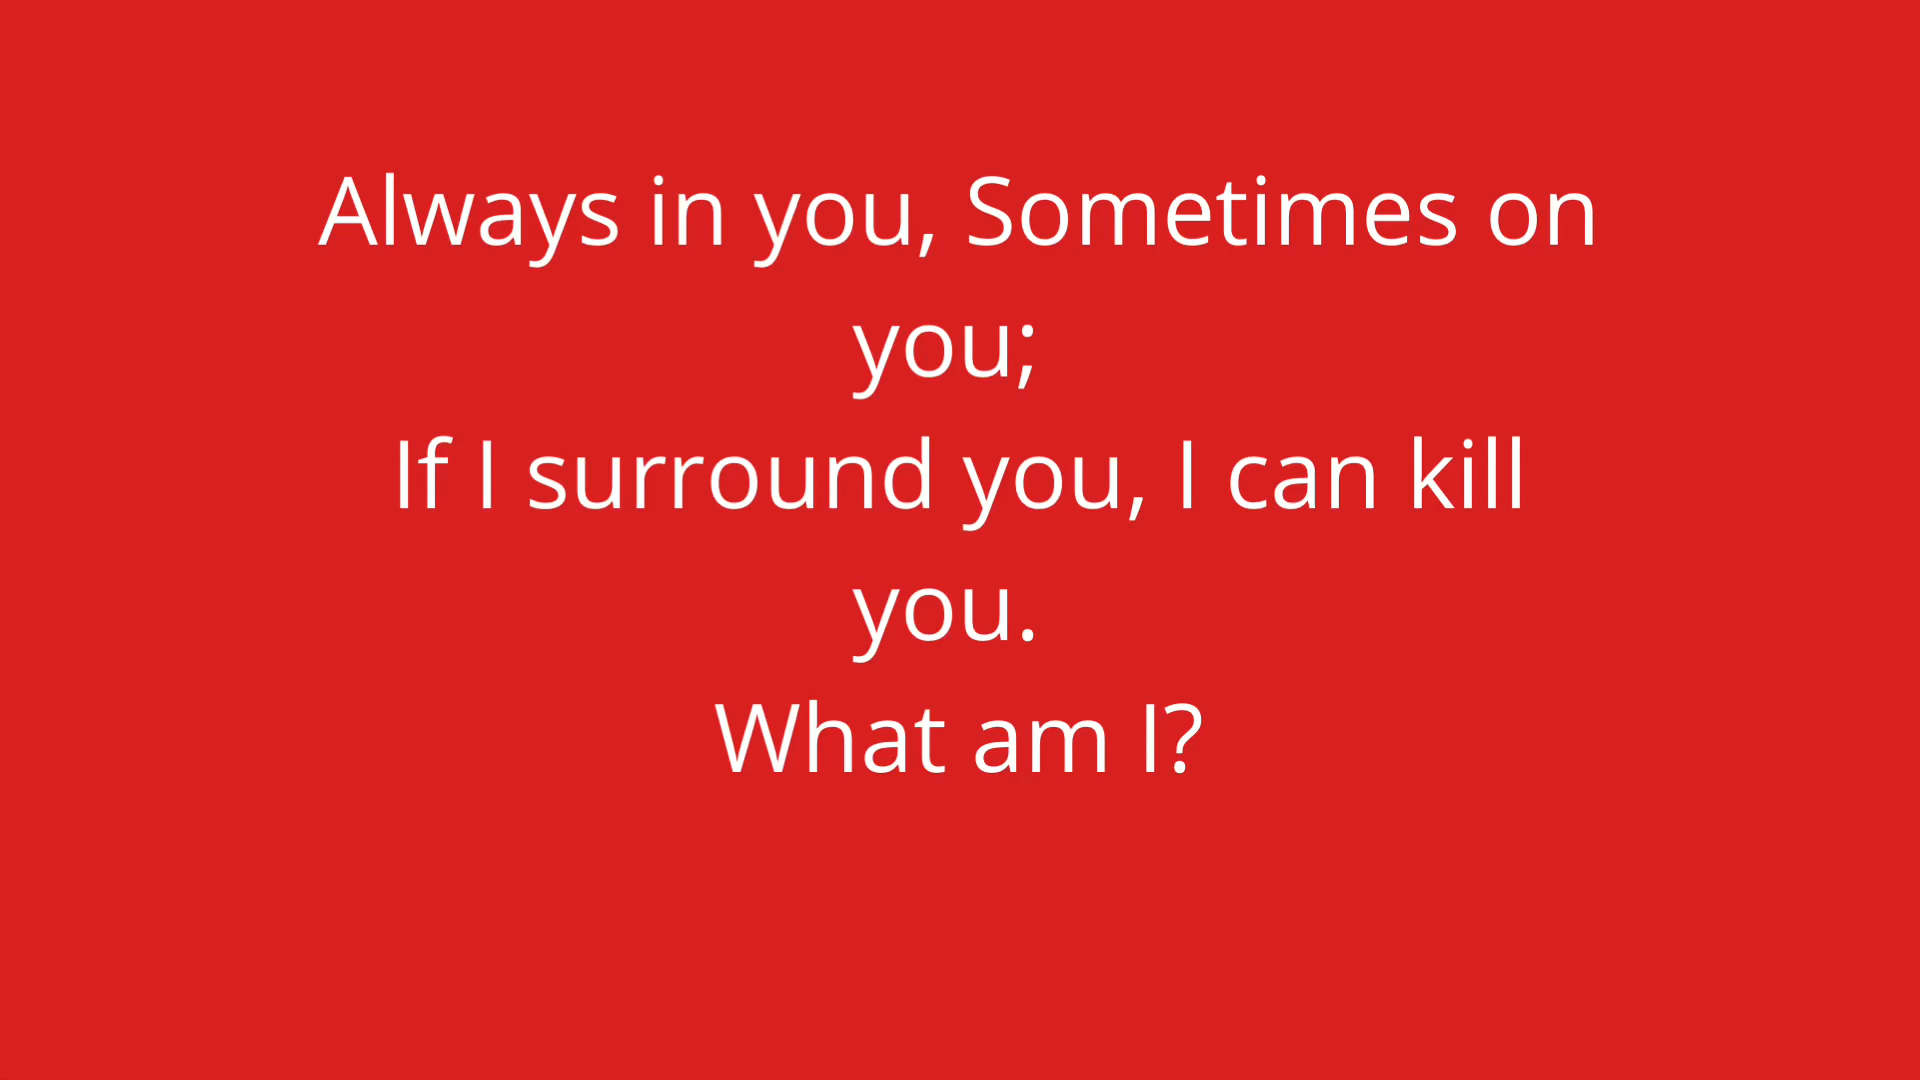 Always in you, Sometimes on
you;
If I surround you, I can kill
you.
What am I?